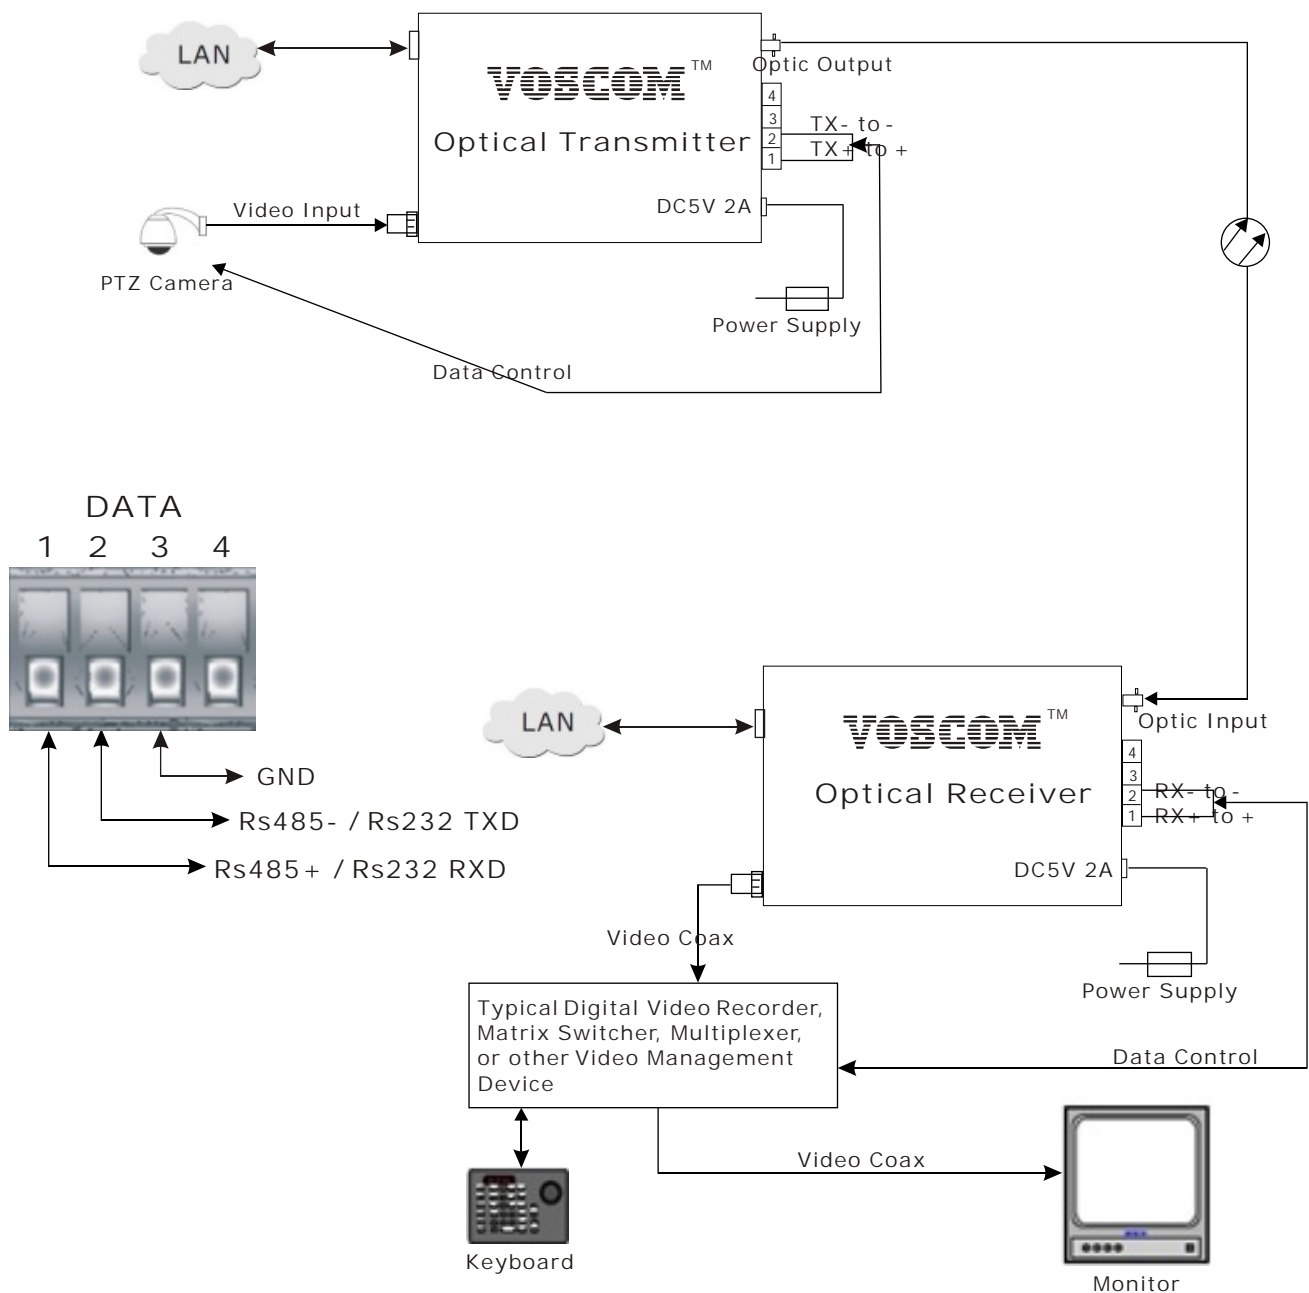 LAN
VOSCOM™
Optical Transmitter
Optic Output
4
3
2
1
TX- to -
TX+ to +
DC5V 2A
Video Input
PTZ Camera
Power Supply
Data Control
DATA
1 2 3 4
GND
Rs485- / Rs232 TXD
Rs485+ / Rs232 RXD
LAN
VOSCOM™
Optical Receiver
Optic Input
4
3
2
1
RX- to -
RX+ to +
DC5V 2A
Video Coax
Power Supply
Typical Digital Video Recorder,
Matrix Switcher, Multiplexer,
or other Video Management
Device
Data Control
Video Coax
Keyboard
Monitor